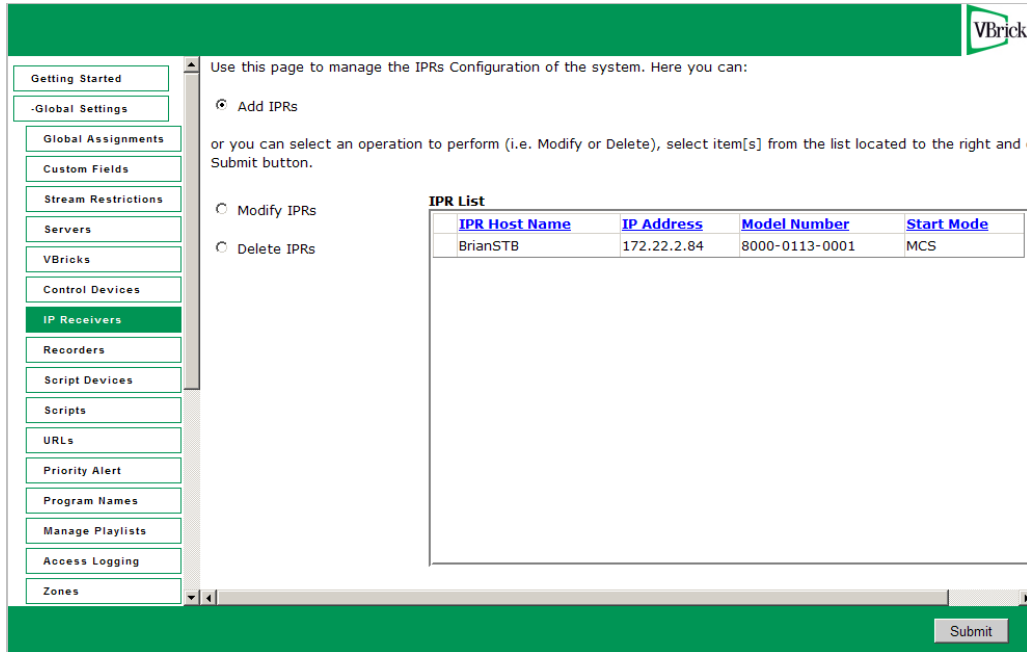 VBrick
Getting Started
-Global Settings
Global Assignments
Custom Fields
Stream Restrictions
Servers
VBricks
Control Devices
IP Receivers
Recorders
Script Devices
Scripts
URLs
Priority Alert
Program Names
Manage Playlists
Access Logging
Zones
Use this page to manage the IPRs Configuration of the system. Here you can:
Add IPRs
or you can select an operation to perform (i.e. Modify or Delete), select item[s] from the list located to the right and
Submit button.
Modify IPRs
Delete IPRs
IPR List
IPR Host Name IP Address Model Number Start Mode
BrianSTB 172.22.2.84 8000-0113-0001 MCS
Submit